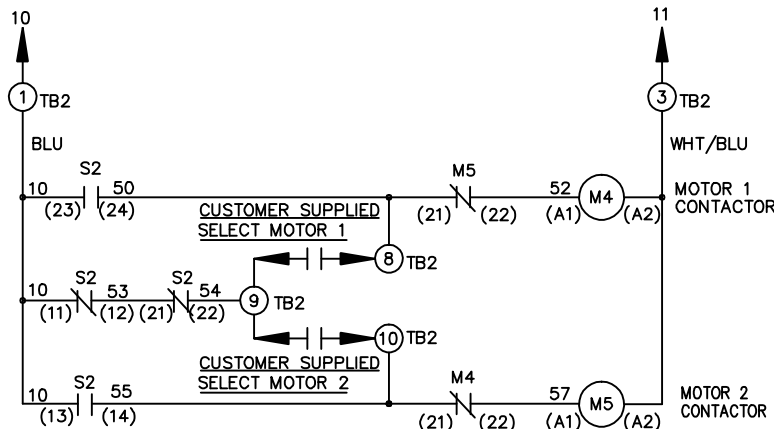 10 11
1 TB2 3 TB2
BLU WHT/BLU
S2 M5
10 50 52 M4 MOTOR 1
(23) (24) (21) (22) (A1) (A2) CONTACTOR
CUSTOMER SUPPLIED
SELECT MOTOR 1
8 TB2
S2 S2
10 53 54
(11) (12) (21) (22) 9 TB2
10 TB2
CUSTOMER SUPPLIED
SELECT MOTOR 2
S2 M4
10 55 57 M5 MOTOR 2
(13) (14) (21) (22) (A1) (A2) CONTACTOR